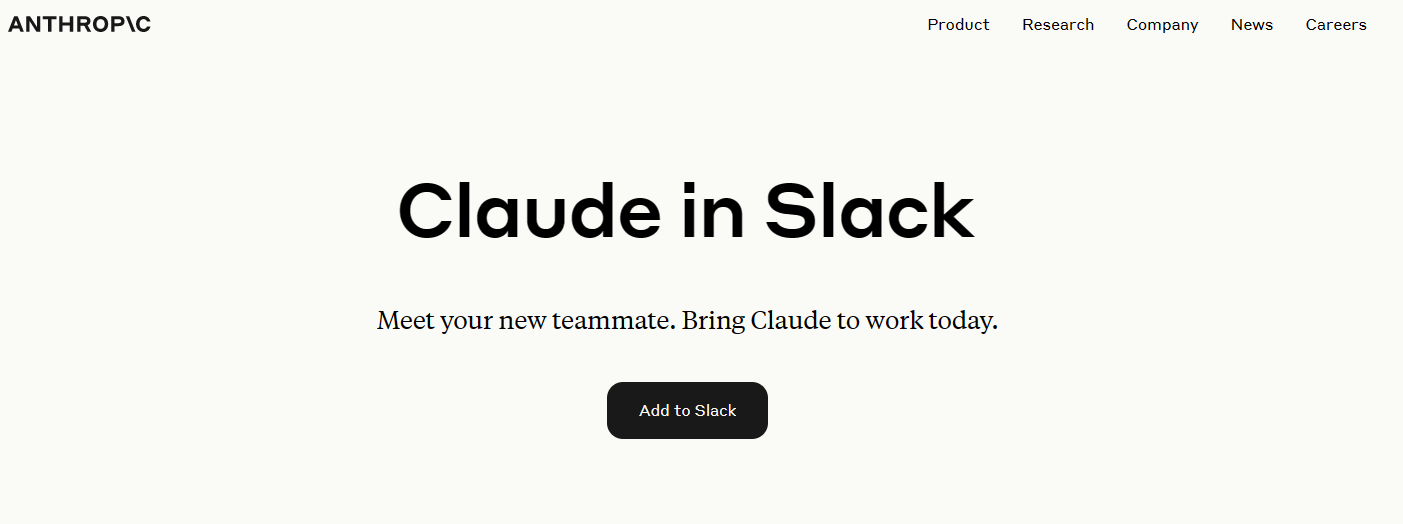 ANTHROP\C
Product Research Company News Careers
Claude in Slack
Meet your new teammate. Bring Claude to work today.
Add to Slack